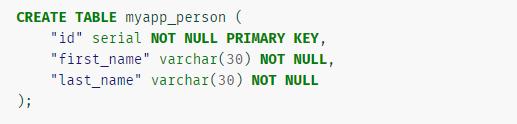 CREATE TABLE myapp_person (
    "id" serial NOT NULL PRIMARY KEY,
    "first_name" varchar(30) NOT NULL,
    "last_name" varchar(30) NOT NULL
);